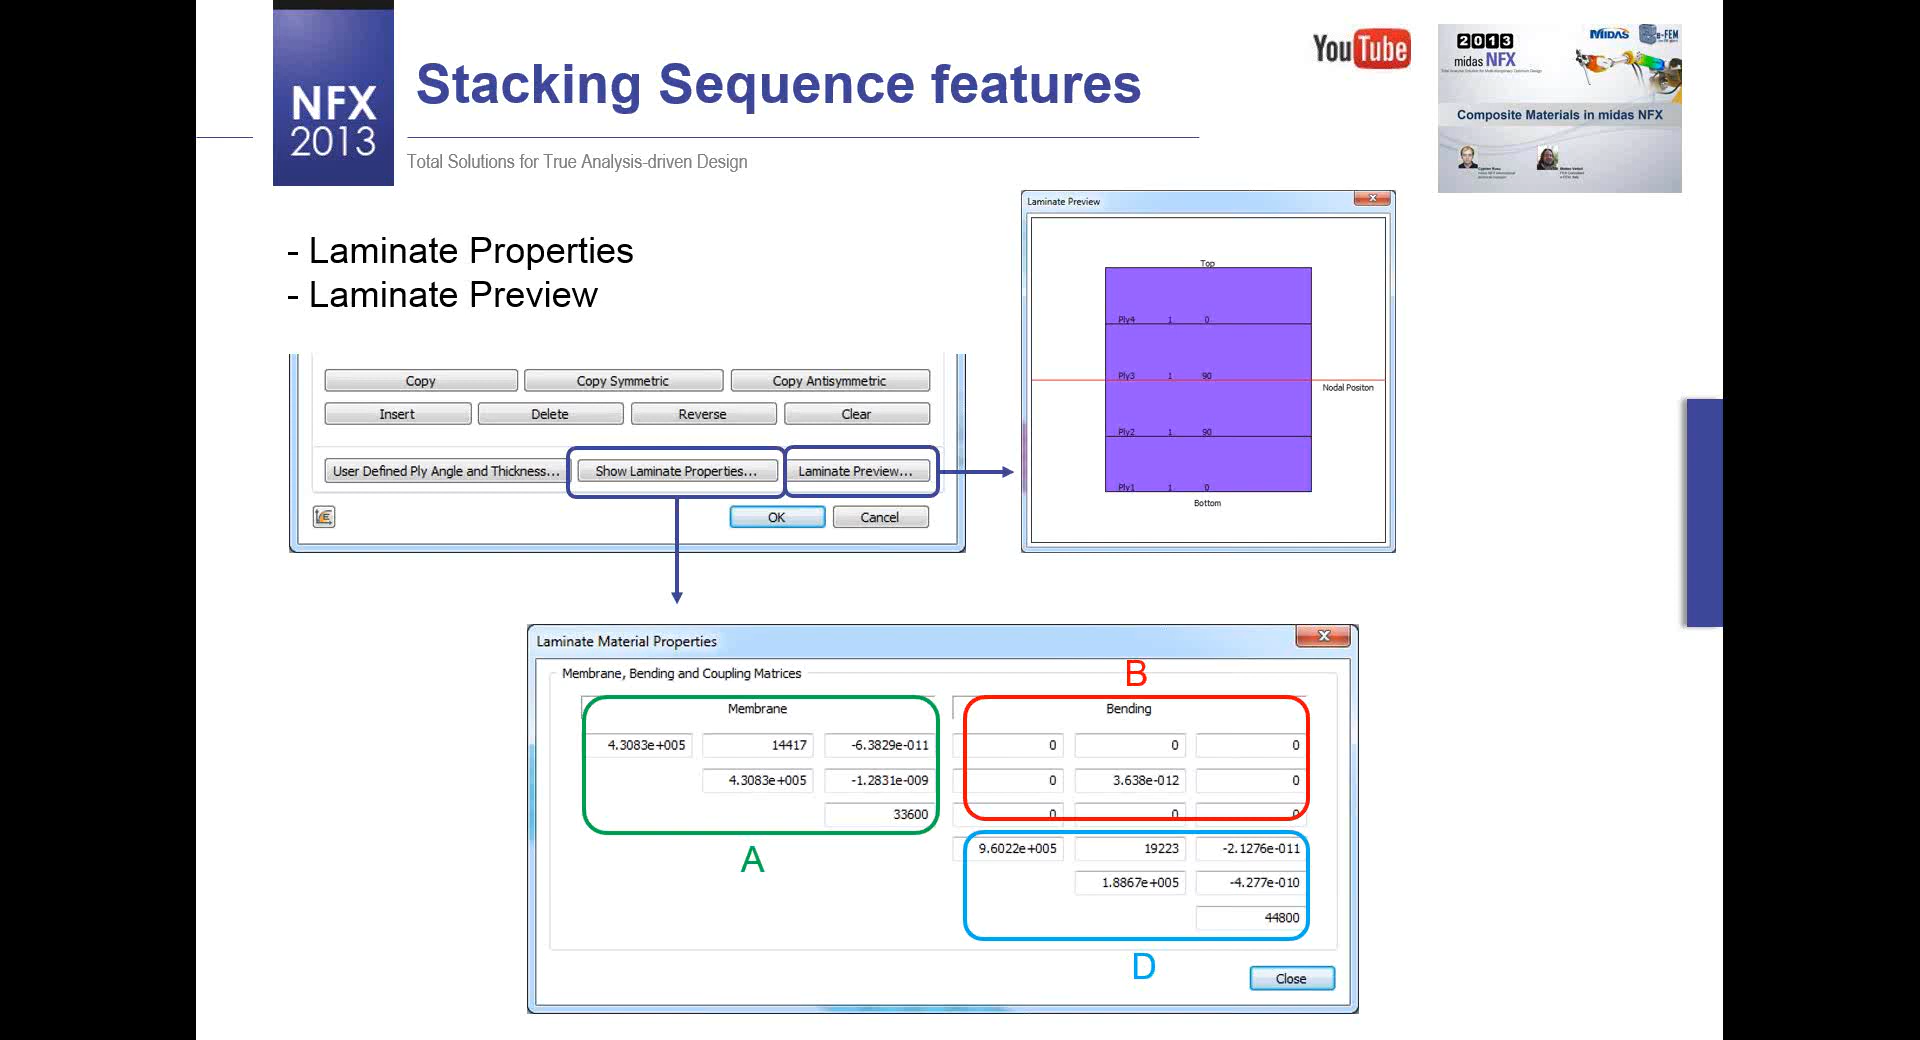 NFX
2013
Stacking Sequence features
Total Solutions for True Analysis-driven Design
YouTube
2013
midas NFX
MIDAS
e-FEM
Composite Materials in midas NFX
- Laminate Properties
- Laminate Preview
Copy
Copy Symmetric
Copy Antisymmetric
Insert
Delete
Reverse
Clear
User Defined Ply Angle and Thickness...
Show Laminate Properties...
Laminate Preview...
OK
Cancel
Laminate Preview
Top
Ply4 1 0
Ply3 1 90
Nodal Positon
Ply2 1 90
Ply1 1 0
Bottom
Laminate Material Properties
Membrane, Bending and Coupling Matrices
B
Membrane
Bending
4.3083e+005 14417 -6.3829e-011 0 0 0
4.3083e+005 -1.2831e-009 0 3.638e-012 0
33600 0 0 0
A
9.6022e+005 19223 -2.1276e-011
1.8867e+005 -4.277e-010
44800
D
Close